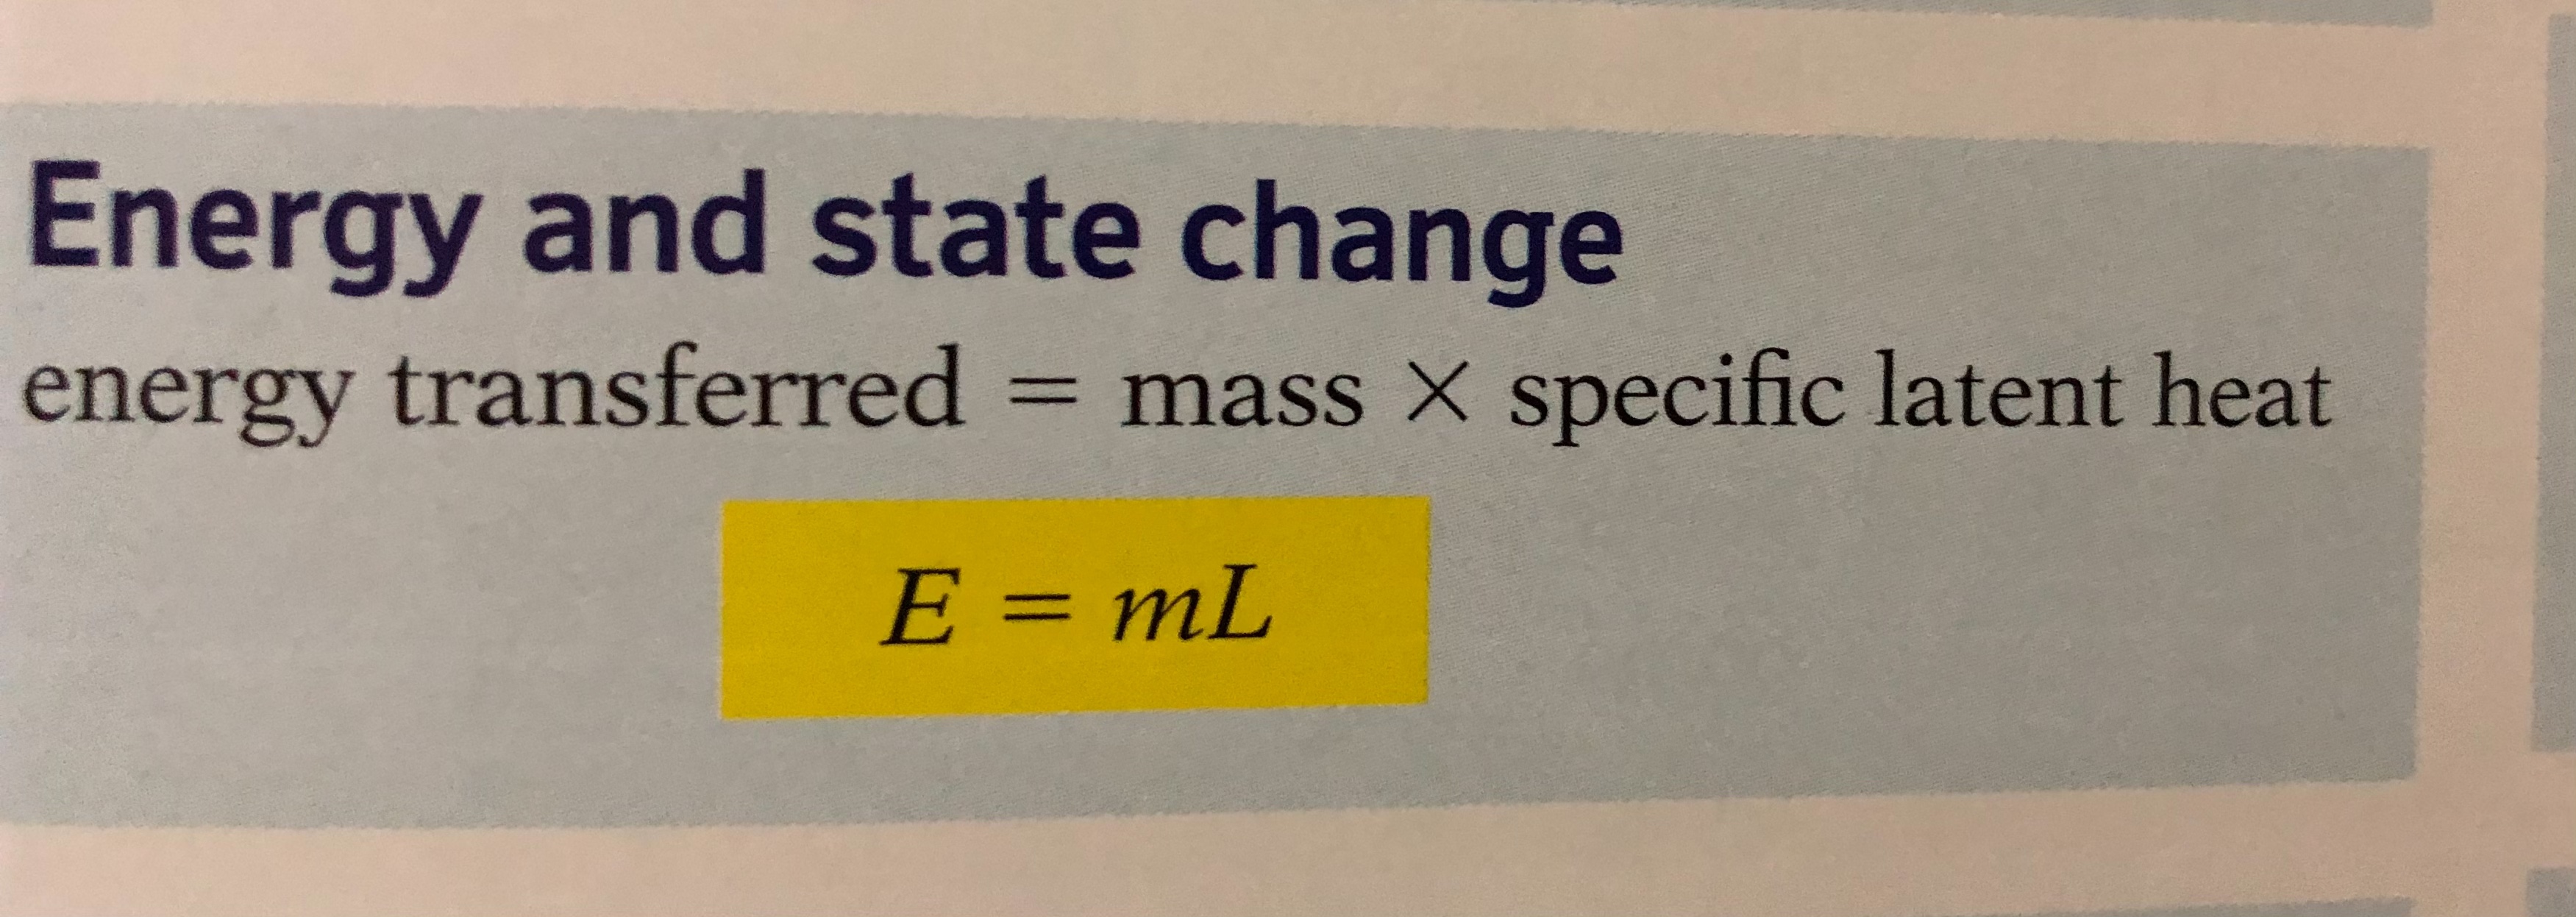 Energy and state change
energy transferred = mass × specific latent heat
E = mL